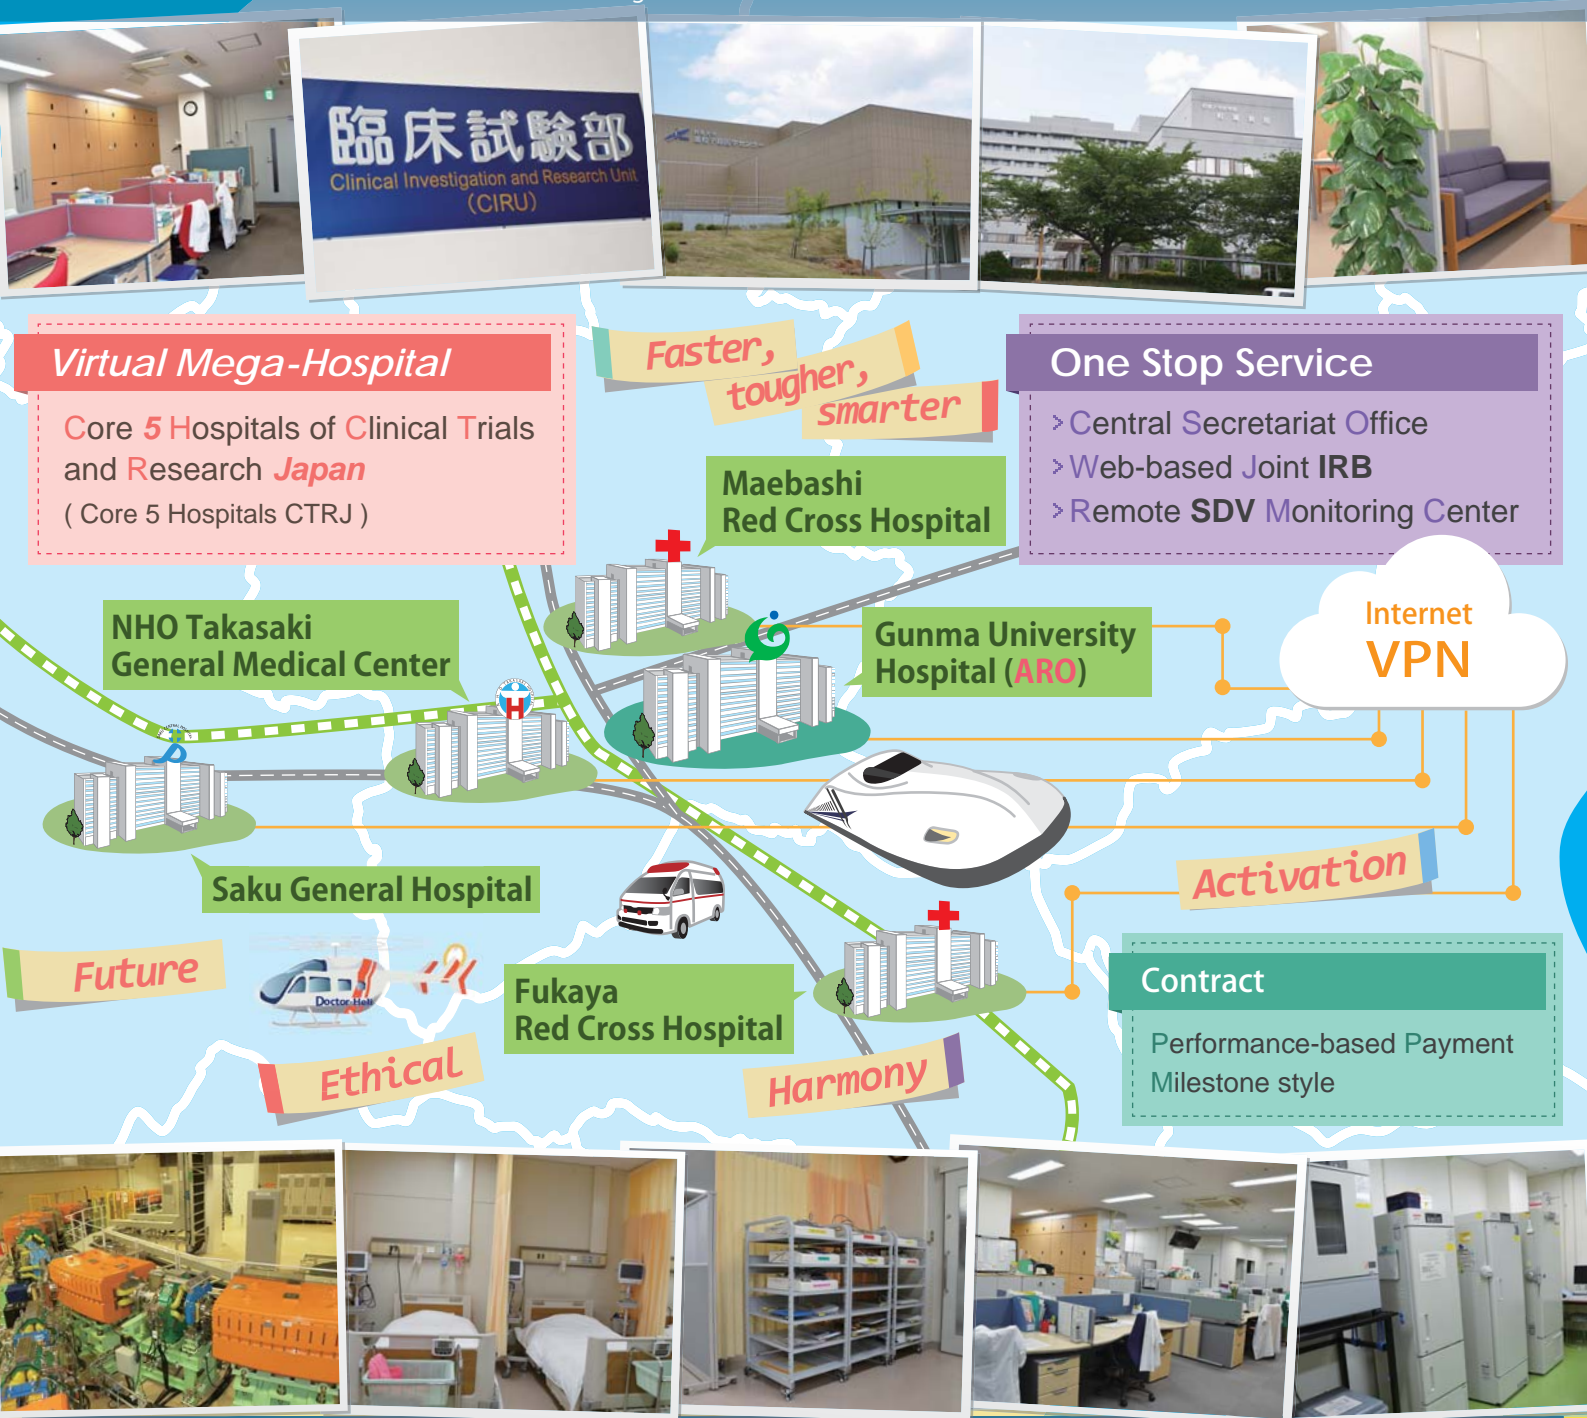 臨床試験部
Clinical Investigation and Research Unit
(CIRU)
Virtual Mega-Hospital
Core 5 Hospitals of Clinical Trials
and Research Japan
( Core 5 Hospitals CTRJ )
Faster,
tougher,
smarter
One Stop Service
Central Secretariat Office
Web-based Joint IRB
Remote SDV Monitoring Center
Maebashi
Red Cross Hospital
NHO Takasaki
General Medical Center
Gunma University
Hospital (ARO)
Internet
VPN
H
Saku General Hospital
Activation
Future
Doctor-Heli
Fukaya
Red Cross Hospital
Contract
Performance-based Payment
Milestone style
Ethical
Harmony